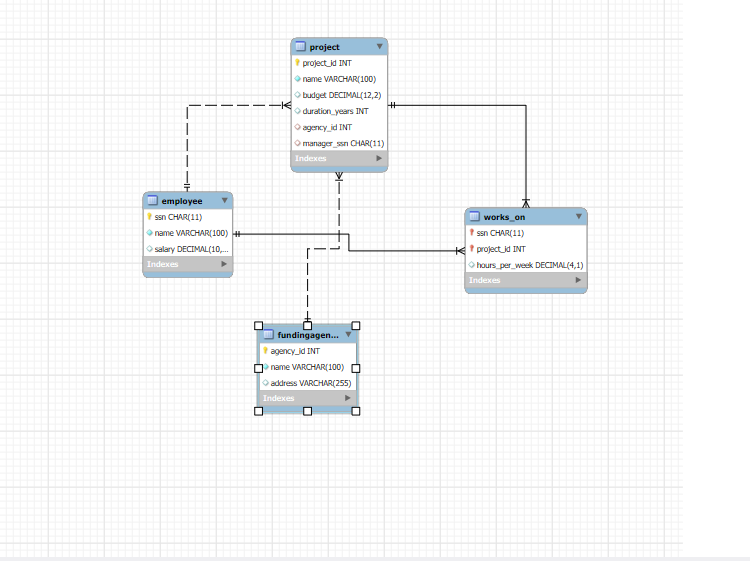 project
project_id INT
name VARCHAR(100)
budget DECIMAL(12,2)
duration_years INT
agency_id INT
manager_ssn CHAR(11)
Indexes
employee
ssn CHAR(11)
name VARCHAR(100)
salary DECIMAL(10,...
Indexes
works_on
ssn CHAR(11)
project_id INT
hours_per_week DECIMAL(4,1)
Indexes
fundingagen...
agency_id INT
name VARCHAR(100)
address VARCHAR(255)
Indexes